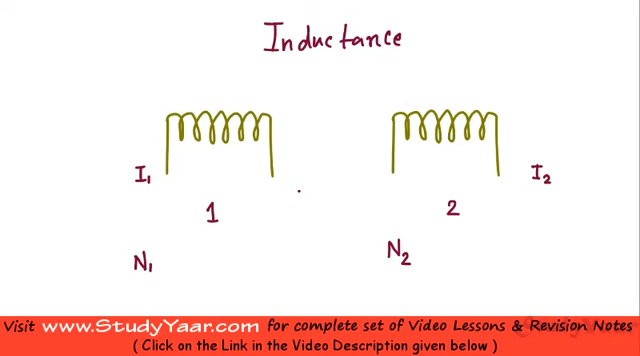 Inductance
I₁ I₂
1 2
N₁ N₂
Visit www.StudyYaar.com for complete set of Video Lessons & Revision Notes
( Click on the Link in the Video Description given below )